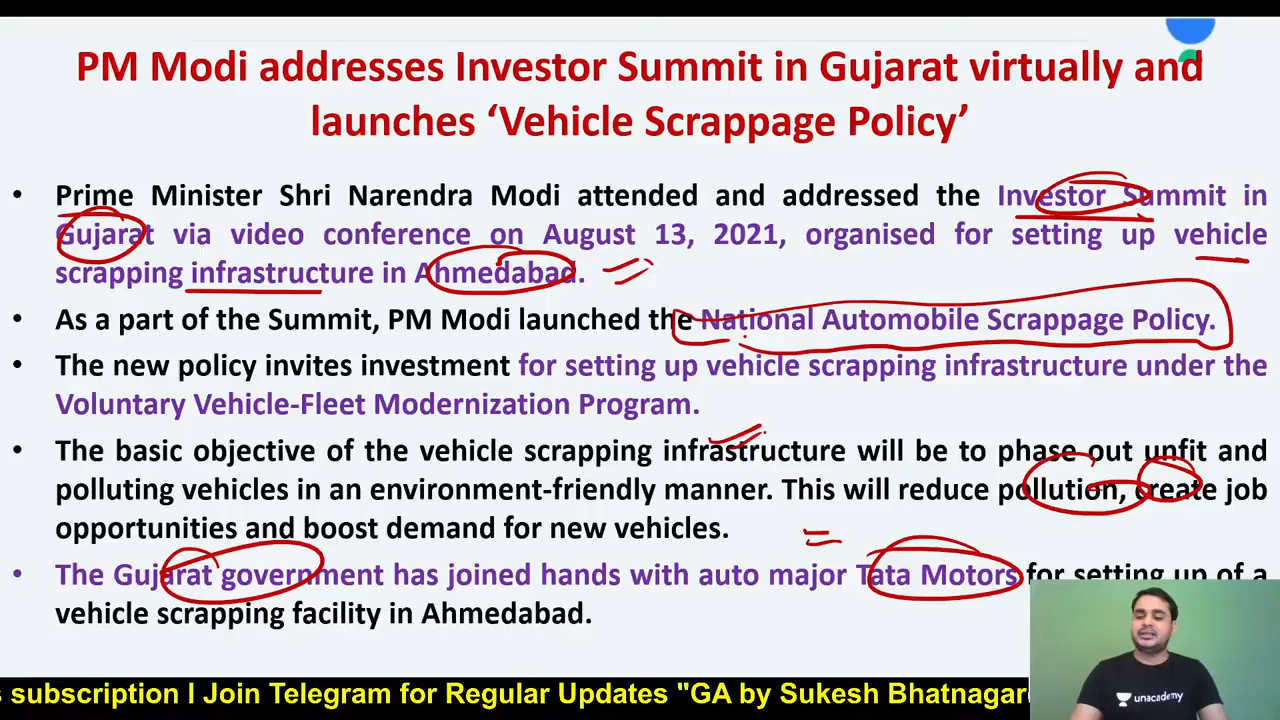 PM Modi addresses Investor Summit in Gujarat virtually and
launches ‘Vehicle Scrappage Policy’
• Prime Minister Shri Narendra Modi attended and addressed the Investor Summit in
Gujarat via video conference on August 13, 2021, organised for setting up vehicle
scrapping infrastructure in Ahmedabad.
• As a part of the Summit, PM Modi launched the National Automobile Scrappage Policy.
• The new policy invites investment for setting up vehicle scrapping infrastructure under the
Voluntary Vehicle-Fleet Modernization Program.
• The basic objective of the vehicle scrapping infrastructure will be to phase out unfit and
polluting vehicles in an environment-friendly manner. This will reduce pollution, create job
opportunities and boost demand for new vehicles.
• The Gujarat government has joined hands with auto major Tata Motors for setting up of a
vehicle scrapping facility in Ahmedabad.
unacademy
s subscription I Join Telegram for Regular Updates "GA by Sukesh Bhatnagar